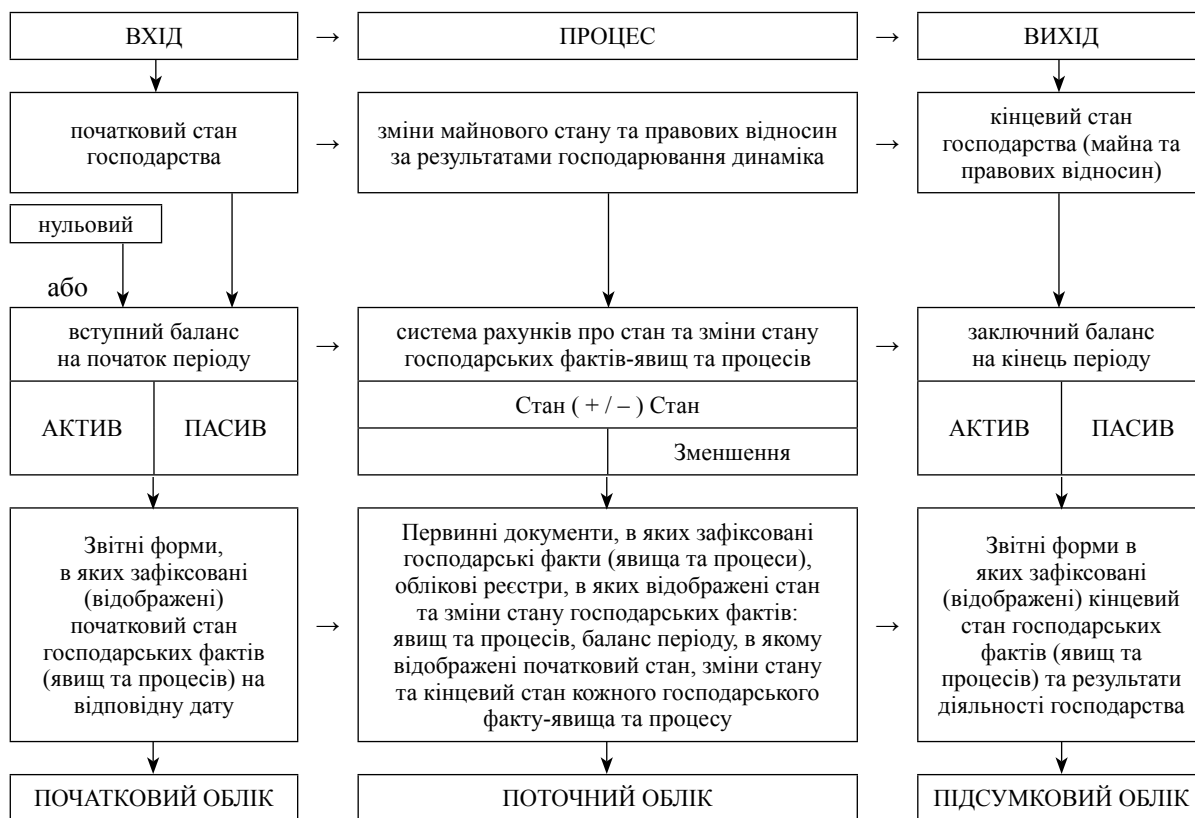 ВХІД → ПРОЦЕС → ВИХІД
початковий стан
господарства
→
зміни майнового стану та правових відносин
за результатами господарювання динаміка
→
кінцевий стан
господарства (майна та
правових відносин)
нульовий
або
вступний баланс
на початок періоду
→
система рахунків про стан та зміни стану
господарських фактів-явищ та процесів
→
заключний баланс
на кінець періоду
АКТИВ ПАСИВ
Стан ( + / – ) Стан
Зменшення
АКТИВ ПАСИВ
Звітні форми,
в яких зафіксовані
(відображені)
початковий стан
господарських фактів
(явищ та процесів) на
відповідну дату
→
Первинні документи, в яких зафіксовані
господарські факти (явища та процеси),
облікові реєстри, в яких відображені стан
та зміни стану господарських фактів:
явищ та процесів, баланс періоду, в якому
відображені початковий стан, зміни стану
та кінцевий стан кожного господарського
факту-явища та процесу
→
Звітні форми в
яких зафіксовані
(відображені) кінцевий
стан господарських
фактів (явищ та
процесів) та результати
діяльності господарства
ПОЧАТКОВИЙ ОБЛІК → ПОТОЧНИЙ ОБЛІК → ПІДСУМКОВИЙ ОБЛІК